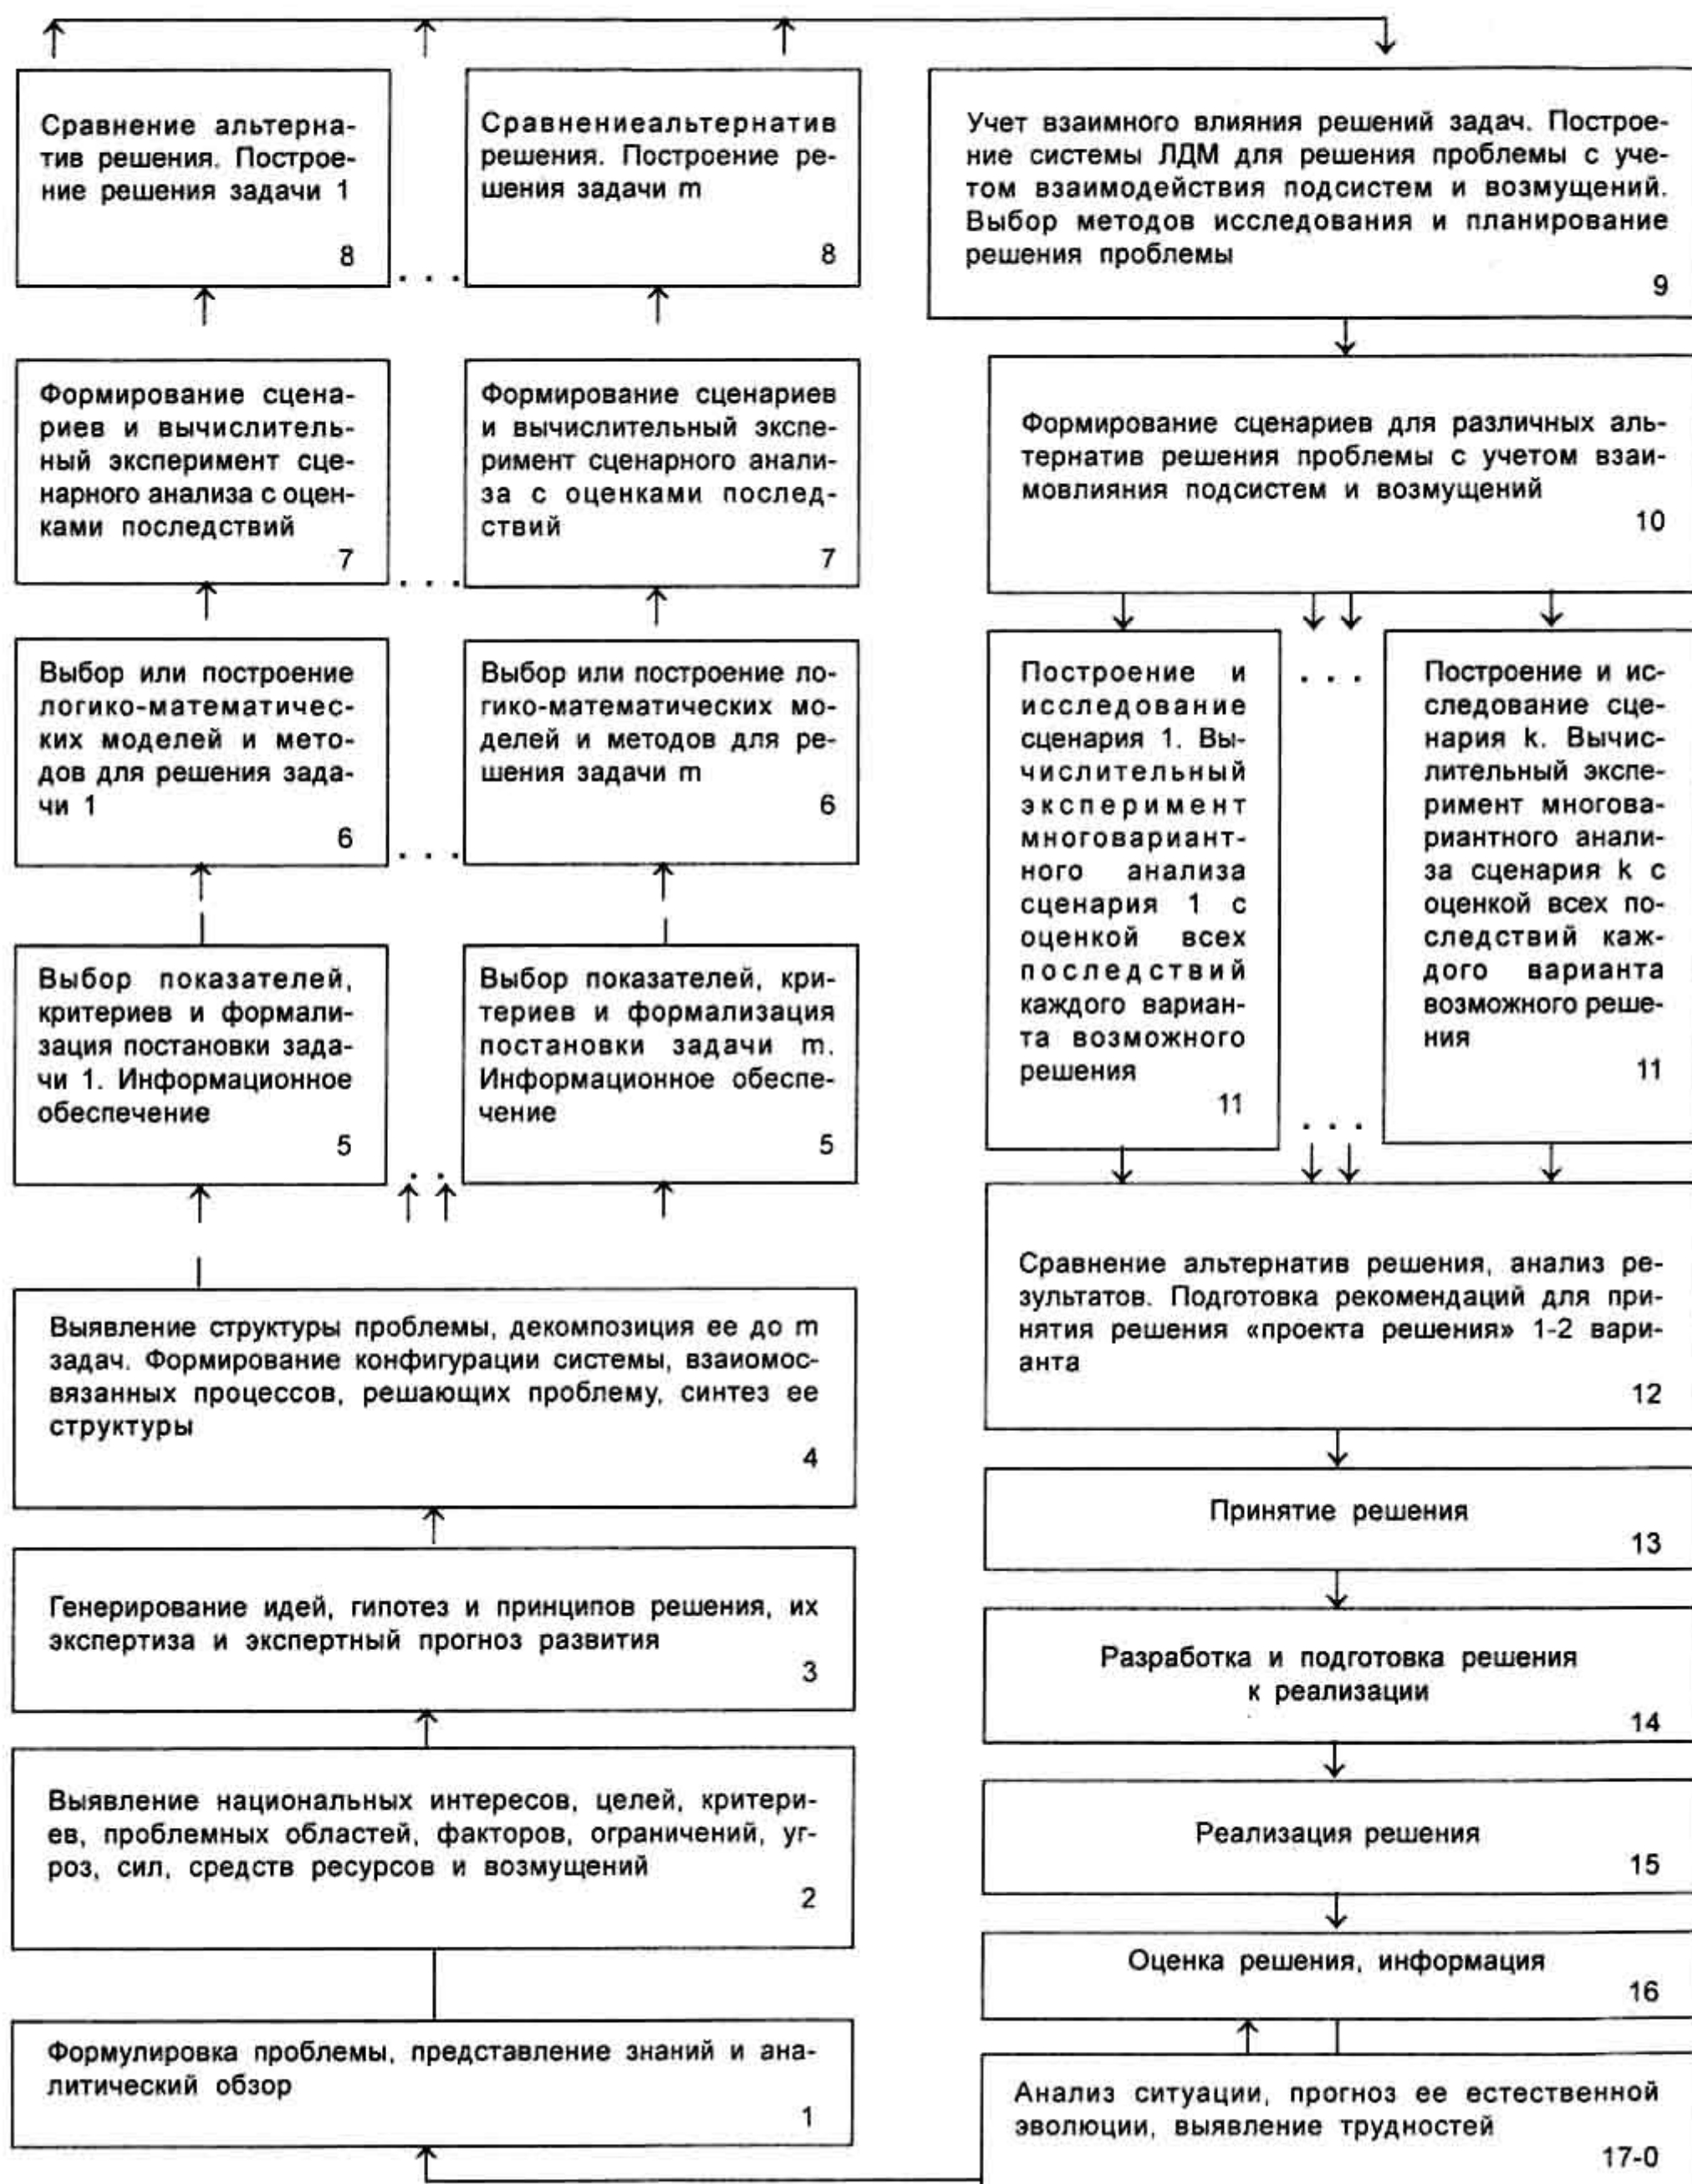 Сравнение альterна-
тив решения. Построе-
ние решения задачи 1
8
. . .
Сравнениеальтернатив
решения. Построение ре-
шения задачи m
8
Формирование сцена-
риев и вычислитель-
ный эксперимент сце-
нарного анализа с оцен-
ками последствий
7
. . .
Формирование сценариев
и вычислительный экспе-
римент сценарного анали-
за с оценками послед-
ствий
7
Выбор или построение
логико-математичес-
ких моделей и мето-
дов для решения зада-
чи 1
6
. . .
Выбор или построение ло-
гико-математических мо-
делей и методов для ре-
шения задачи m
6
Выбор показателей,
критериев и формали-
зация постановки зада-
чи 1. Информационное
обеспечение
5
. .
Выбор показателей, кри-
териев и формализация
постановки задачи m.
Информационное обеспе-
чение
5
Выявление структуры проблемы, декомпозиция ее до m
задач. Формирование конфигурации системы, взаиомос-
вязанных процессов, решающих проблему, синтез ее
структуры
4
Генерирование идей, гипотез и принципов решения, их
экспертиза и экспертный прогноз развития
3
Выявление национальных интересов, целей, критери-
ев, проблемных областей, факторов, ограничений, уг-
роз, сил, средств ресурсов и возмущений
2
Формулировка проблемы, представление знаний и ана-
литический обзор
1
Учет взаимного влияния решений задач. Построе-
ние системы ЛДМ для решения проблемы с уче-
том взаимодействия подсистем и возмущений.
Выбор методов исследования и планирование
решения проблемы
9
Формирование сценариев для различных аль-
тернатив решения проблемы с учетом взаи-
мовлияния подсистем и возмущений
10
Построение и
исследование
сценария 1. Вы-
числительный
эксперимент
многовариант-
ного анализа
сценария 1 с
оценкой всех
последствий
каждого вариан-
та возможного
решения
11
. . .
. . .
Построение и ис-
следование сце-
нария k. Вычис-
лительный экспе-
римент многова-
риантного анали-
за сценария k с
оценкой всех по-
следствий каж-
дого варианта
возможного реше-
ния
11
Сравнение альтернатив решения, анализ ре-
зультатов. Подготовка рекомендаций для при-
нятия решения «проекта решения» 1-2 вари-
анта
12
Принятие решения
13
Разработка и подготовка решения
к реализации
14
Реализация решения
15
Оценка решения, информация
16
Анализ ситуации, прогноз ее естественной
эволюции, выявление трудностей
17-0